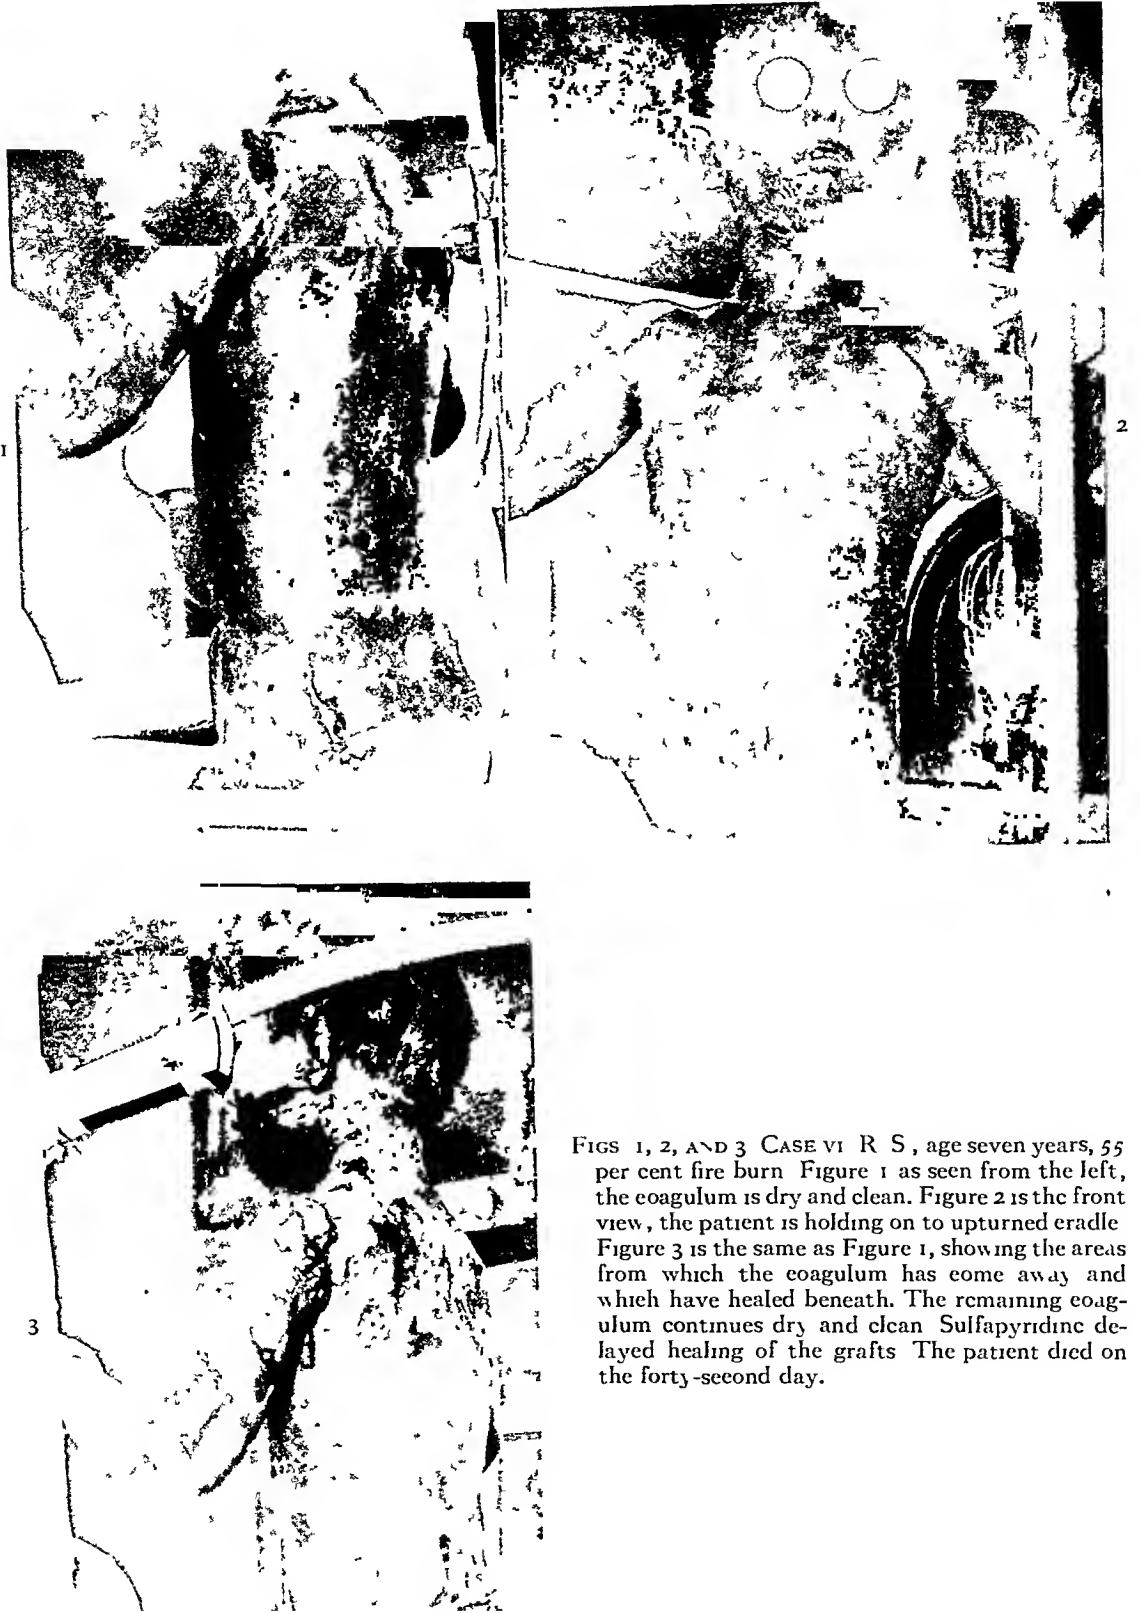 1
2
3
FIGS 1, 2, AND 3 CASE VI R S, age seven years, 55
per cent fire burn Figure 1 as seen from the left,
the coagulum is dry and clean. Figure 2 is the front
view, the patient is holding on to upturned cradle
Figure 3 is the same as Figure 1, showing the areas
from which the coagulum has come away and
which have healed beneath. The remaining coag-
ulum continues dry and clean Sulfapyridine de-
layed healing of the grafts The patient died on
the forty-second day.